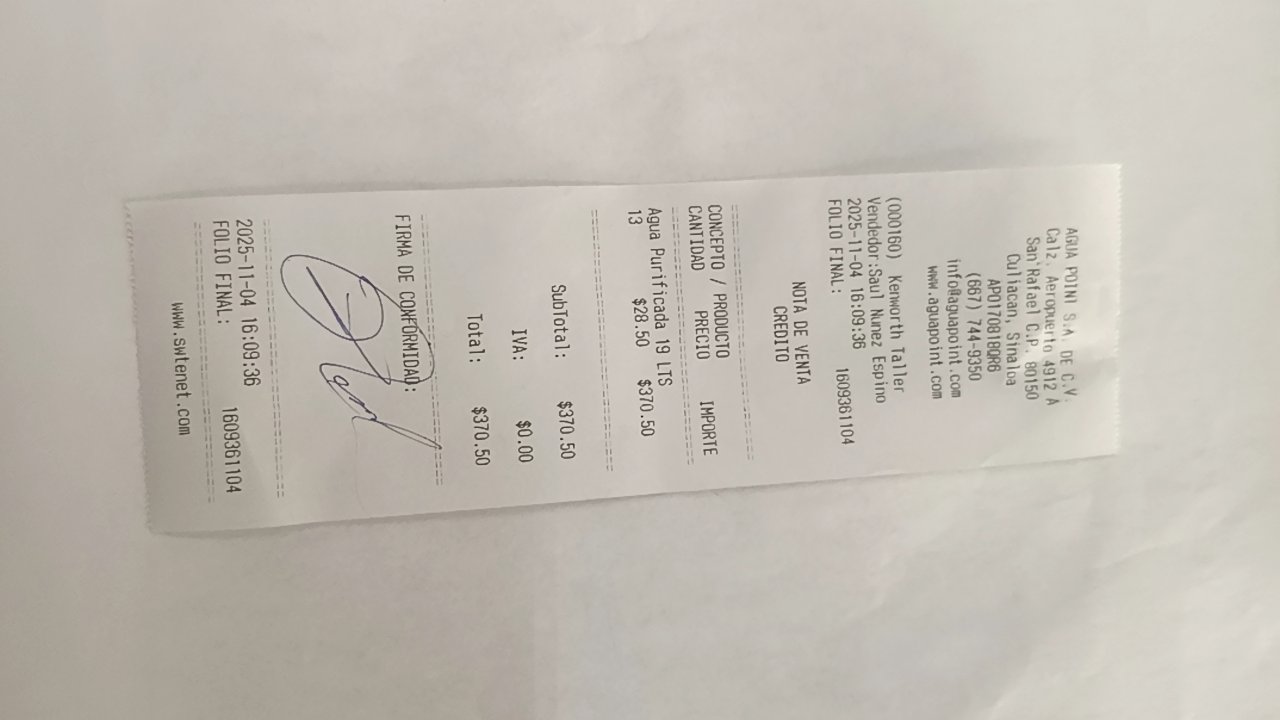 AGUA POINT S.A. DE C.V.
Calz. Aeropuerto 4912 A
San Rafael C.P. 80150
Culiacan, Sinaloa
APO170818QR6
(667) 744-9350
info@aguapoint.com
www.aguapoint.com
(000160) Kenworth Taller
Vendedor:Saul Nunez Espino
2025-11-04 16:09:36
FOLIO FINAL: 1609361104
NOTA DE VENTA
CREDITO
CONCEPTO / PRODUCTO
CANTIDAD PRECIO IMPORTE
Agua Purificada 19 LTS
13 $28.50 $370.50
SubTotal: $370.50
IVA: $0.00
Total: $370.50
FIRMA DE CONFORMIDAD:
2025-11-04 16:09:36
FOLIO FINAL: 1609361104
www.swtenet.com